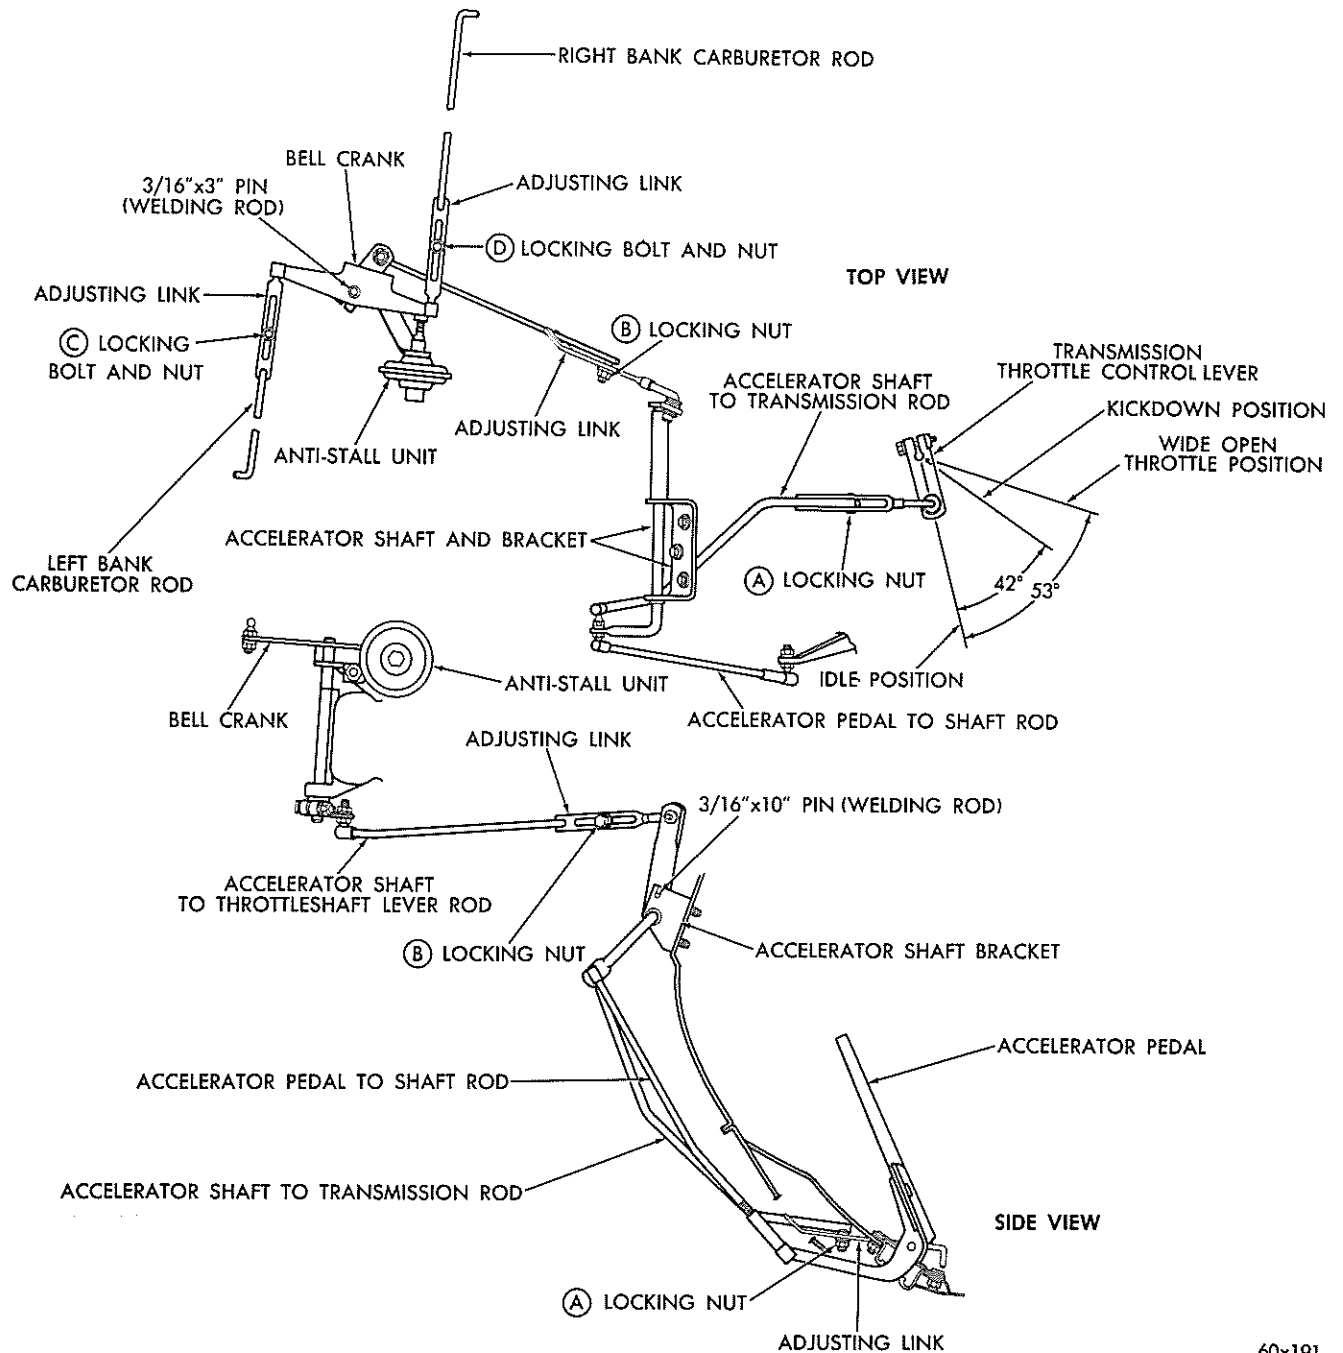 RIGHT BANK CARBURETOR ROD
BELL CRANK
3/16"x3" PIN
(WELDING ROD)
ADJUSTING LINK
D LOCKING BOLT AND NUT
TOP VIEW
ADJUSTING LINK
C LOCKING
BOLT AND NUT
B LOCKING NUT
TRANSMISSION
THROTTLE CONTROL LEVER
ACCELERATOR SHAFT
TO TRANSMISSION ROD
KICKDOWN POSITION
WIDE OPEN
THROTTLE POSITION
ADJUSTING LINK
ANTI-STALL UNIT
ACCELERATOR SHAFT AND BRACKET
LEFT BANK
CARBURETOR ROD
A LOCKING NUT
42°
53°
IDLE POSITION
ANTI-STALL UNIT
BELL CRANK
ACCELERATOR PEDAL TO SHAFT ROD
ADJUSTING LINK
3/16"x10" PIN (WELDING ROD)
ACCELERATOR SHAFT
TO THROTTLESHAFT LEVER ROD
B LOCKING NUT
ACCELERATOR SHAFT BRACKET
ACCELERATOR PEDAL
ACCELERATOR PEDAL TO SHAFT ROD
ACCELERATOR SHAFT TO TRANSMISSION ROD
SIDE VIEW
A LOCKING NUT
ADJUSTING LINK
60x191